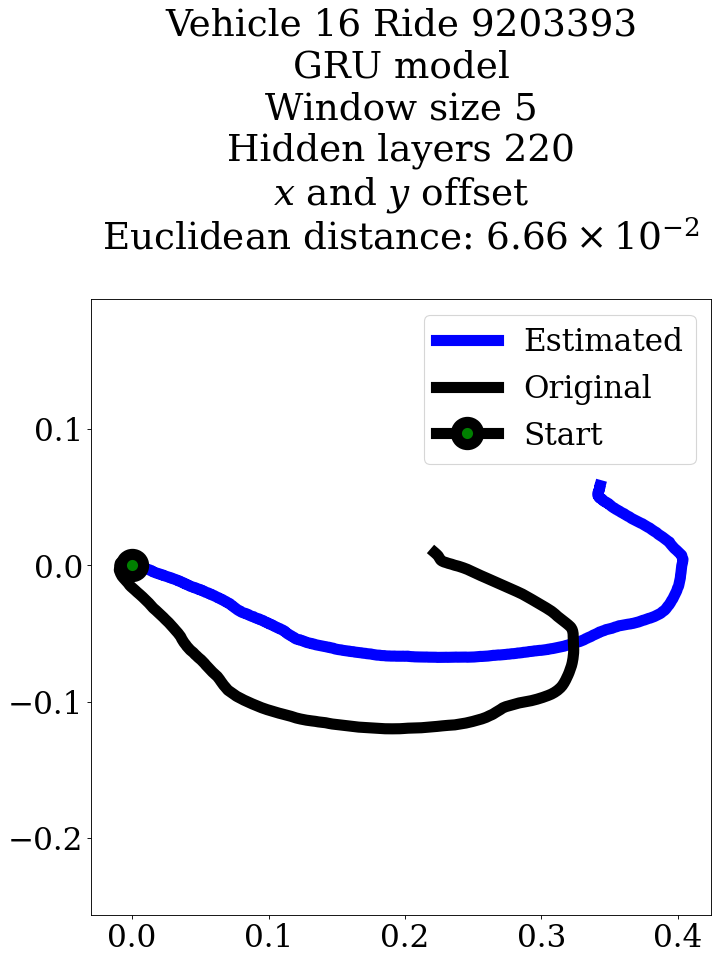 Vehicle 16 Ride 9203393
GRU model
Window size 5
Hidden layers 220
x and y offset
Euclidean distance: 6.66 × 10⁻²
Estimated
Original
Start
0.1
0.0
−0.1
−0.2
0.0 0.1 0.2 0.3 0.4